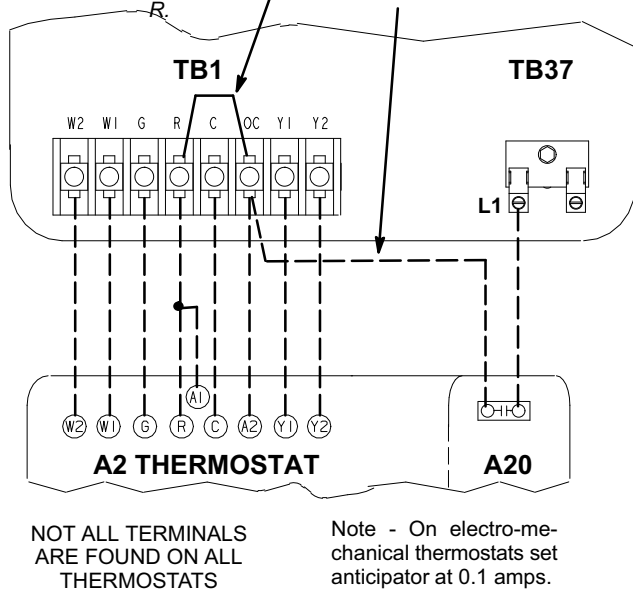 R.
TB1 TB37
W2 W1 G R C OC Y1 Y2
L1
A1
W2 W1 G R C A2 Y1 Y2
A2 THERMOSTAT A20
NOT ALL TERMINALS
ARE FOUND ON ALL
THERMOSTATS
Note - On electro-me-
chanical thermostats set
anticipator at 0.1 amps.